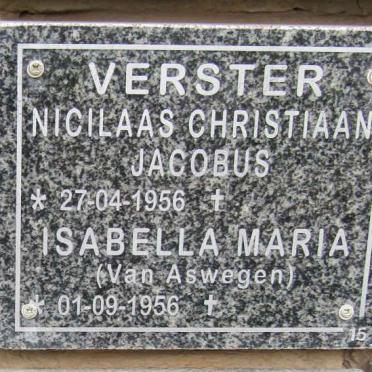 VERSTER
NICILAAS CHRISTIAAN
JACOBUS
* 27-04-1956 †
ISABELLA MARIA
(Van Aswegen)
* 01-09-1956 †
15